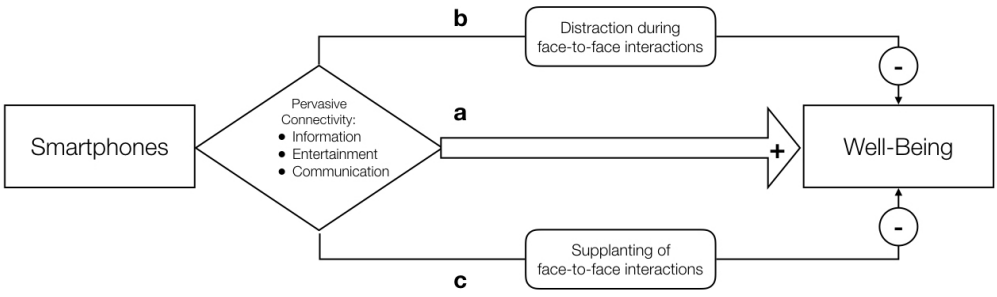 b
Distraction during
face-to-face interactions
-
Smartphones
Pervasive
Connectivity:
● Information
● Entertainment
● Communication
a
+
Well-Being
-
Supplanting of
face-to-face interactions
c